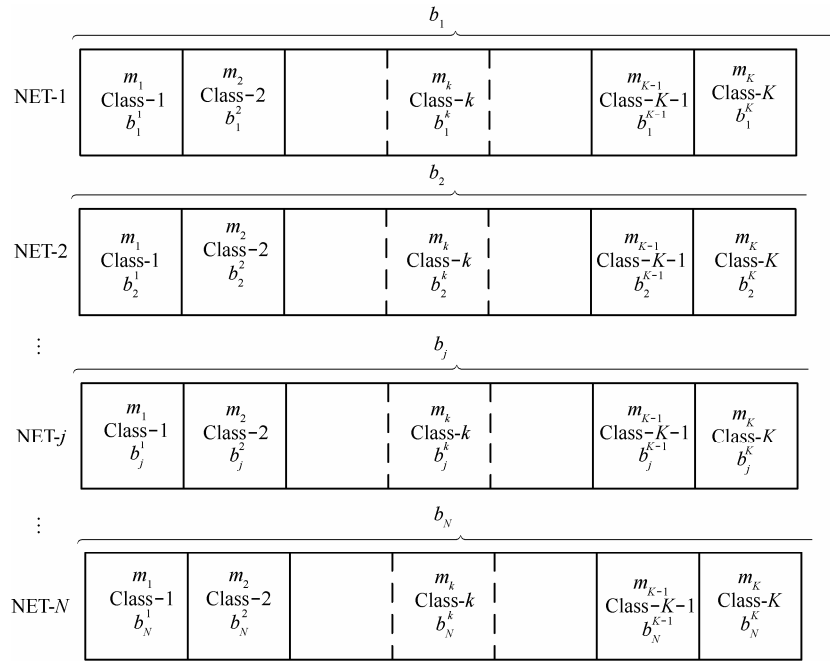 b_1
NET-1
m_1 m_2 m_k m_{K-1} m_K
Class-1 Class-2 Class-k Class-K-1 Class-K
b_1^1 b_1^2 b_1^k b_1^{K-1} b_1^K
b_2
NET-2
m_1 m_2 m_k m_{K-1} m_K
Class-1 Class-2 Class-k Class-K-1 Class-K
b_2^1 b_2^2 b_2^k b_2^{K-1} b_2^K
⋮
b_j
NET-j
m_1 m_2 m_k m_{K-1} m_K
Class-1 Class-2 Class-k Class-K-1 Class-K
b_j^1 b_j^2 b_j^k b_j^{K-1} b_j^K
⋮
b_N
NET-N
m_1 m_2 m_k m_{K-1} m_K
Class-1 Class-2 Class-k Class-K-1 Class-K
b_N^1 b_N^2 b_N^k b_N^{K-1} b_N^K